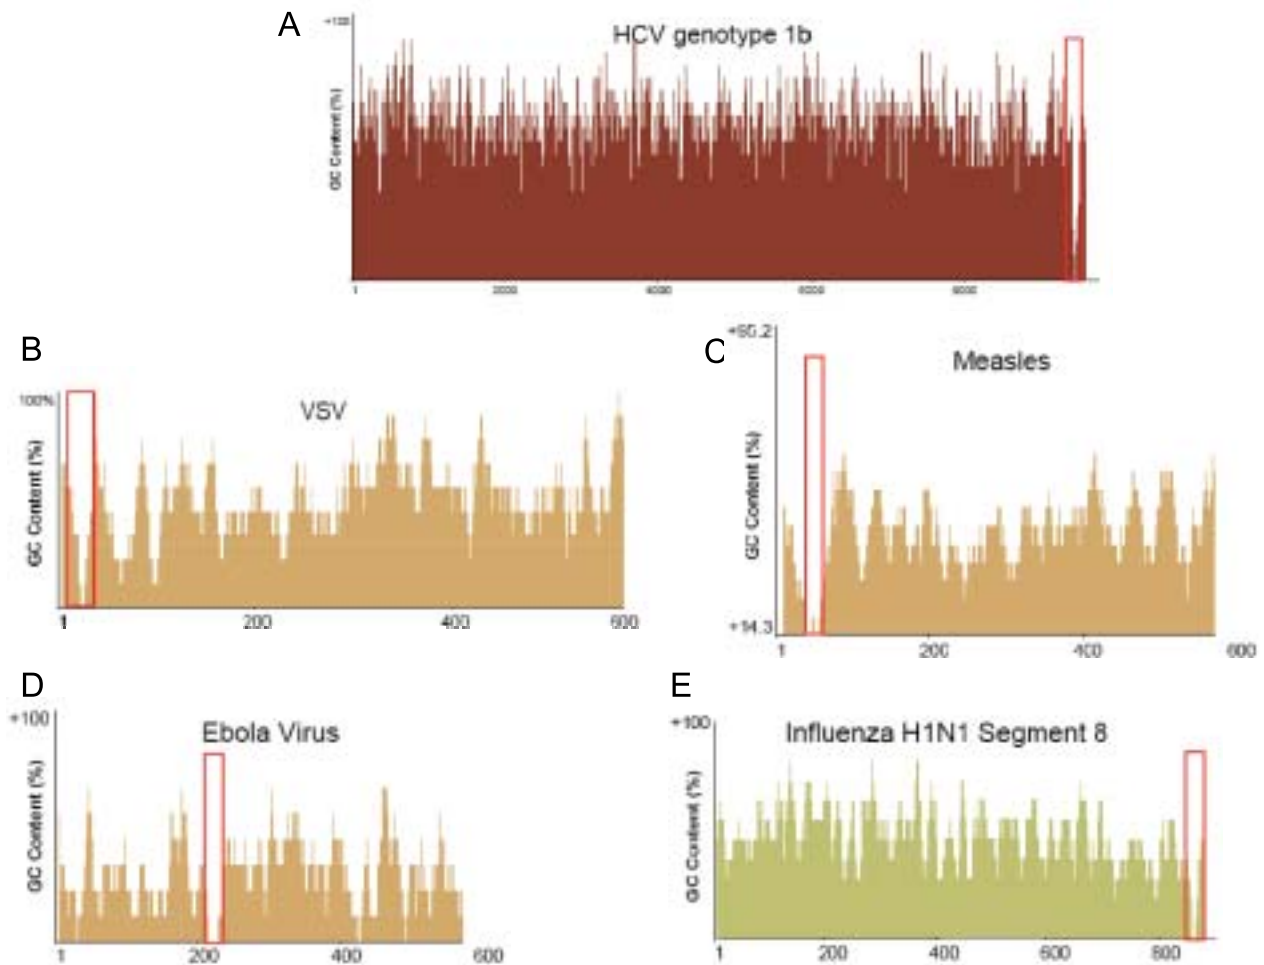 A
+100
HCV genotype 1b
GC Content (%)
1 2000 4000 6000 8000
B
100%
VSV
GC Content (%)
1 200 400 600
C
+65.2
Measles
GC Content (%)
+14.3
1 200 400 600
D
+100
Ebola Virus
GC Content (%)
1 200 400 600
E
+100
Influenza H1N1 Segment 8
GC Content (%)
1 200 400 600 800